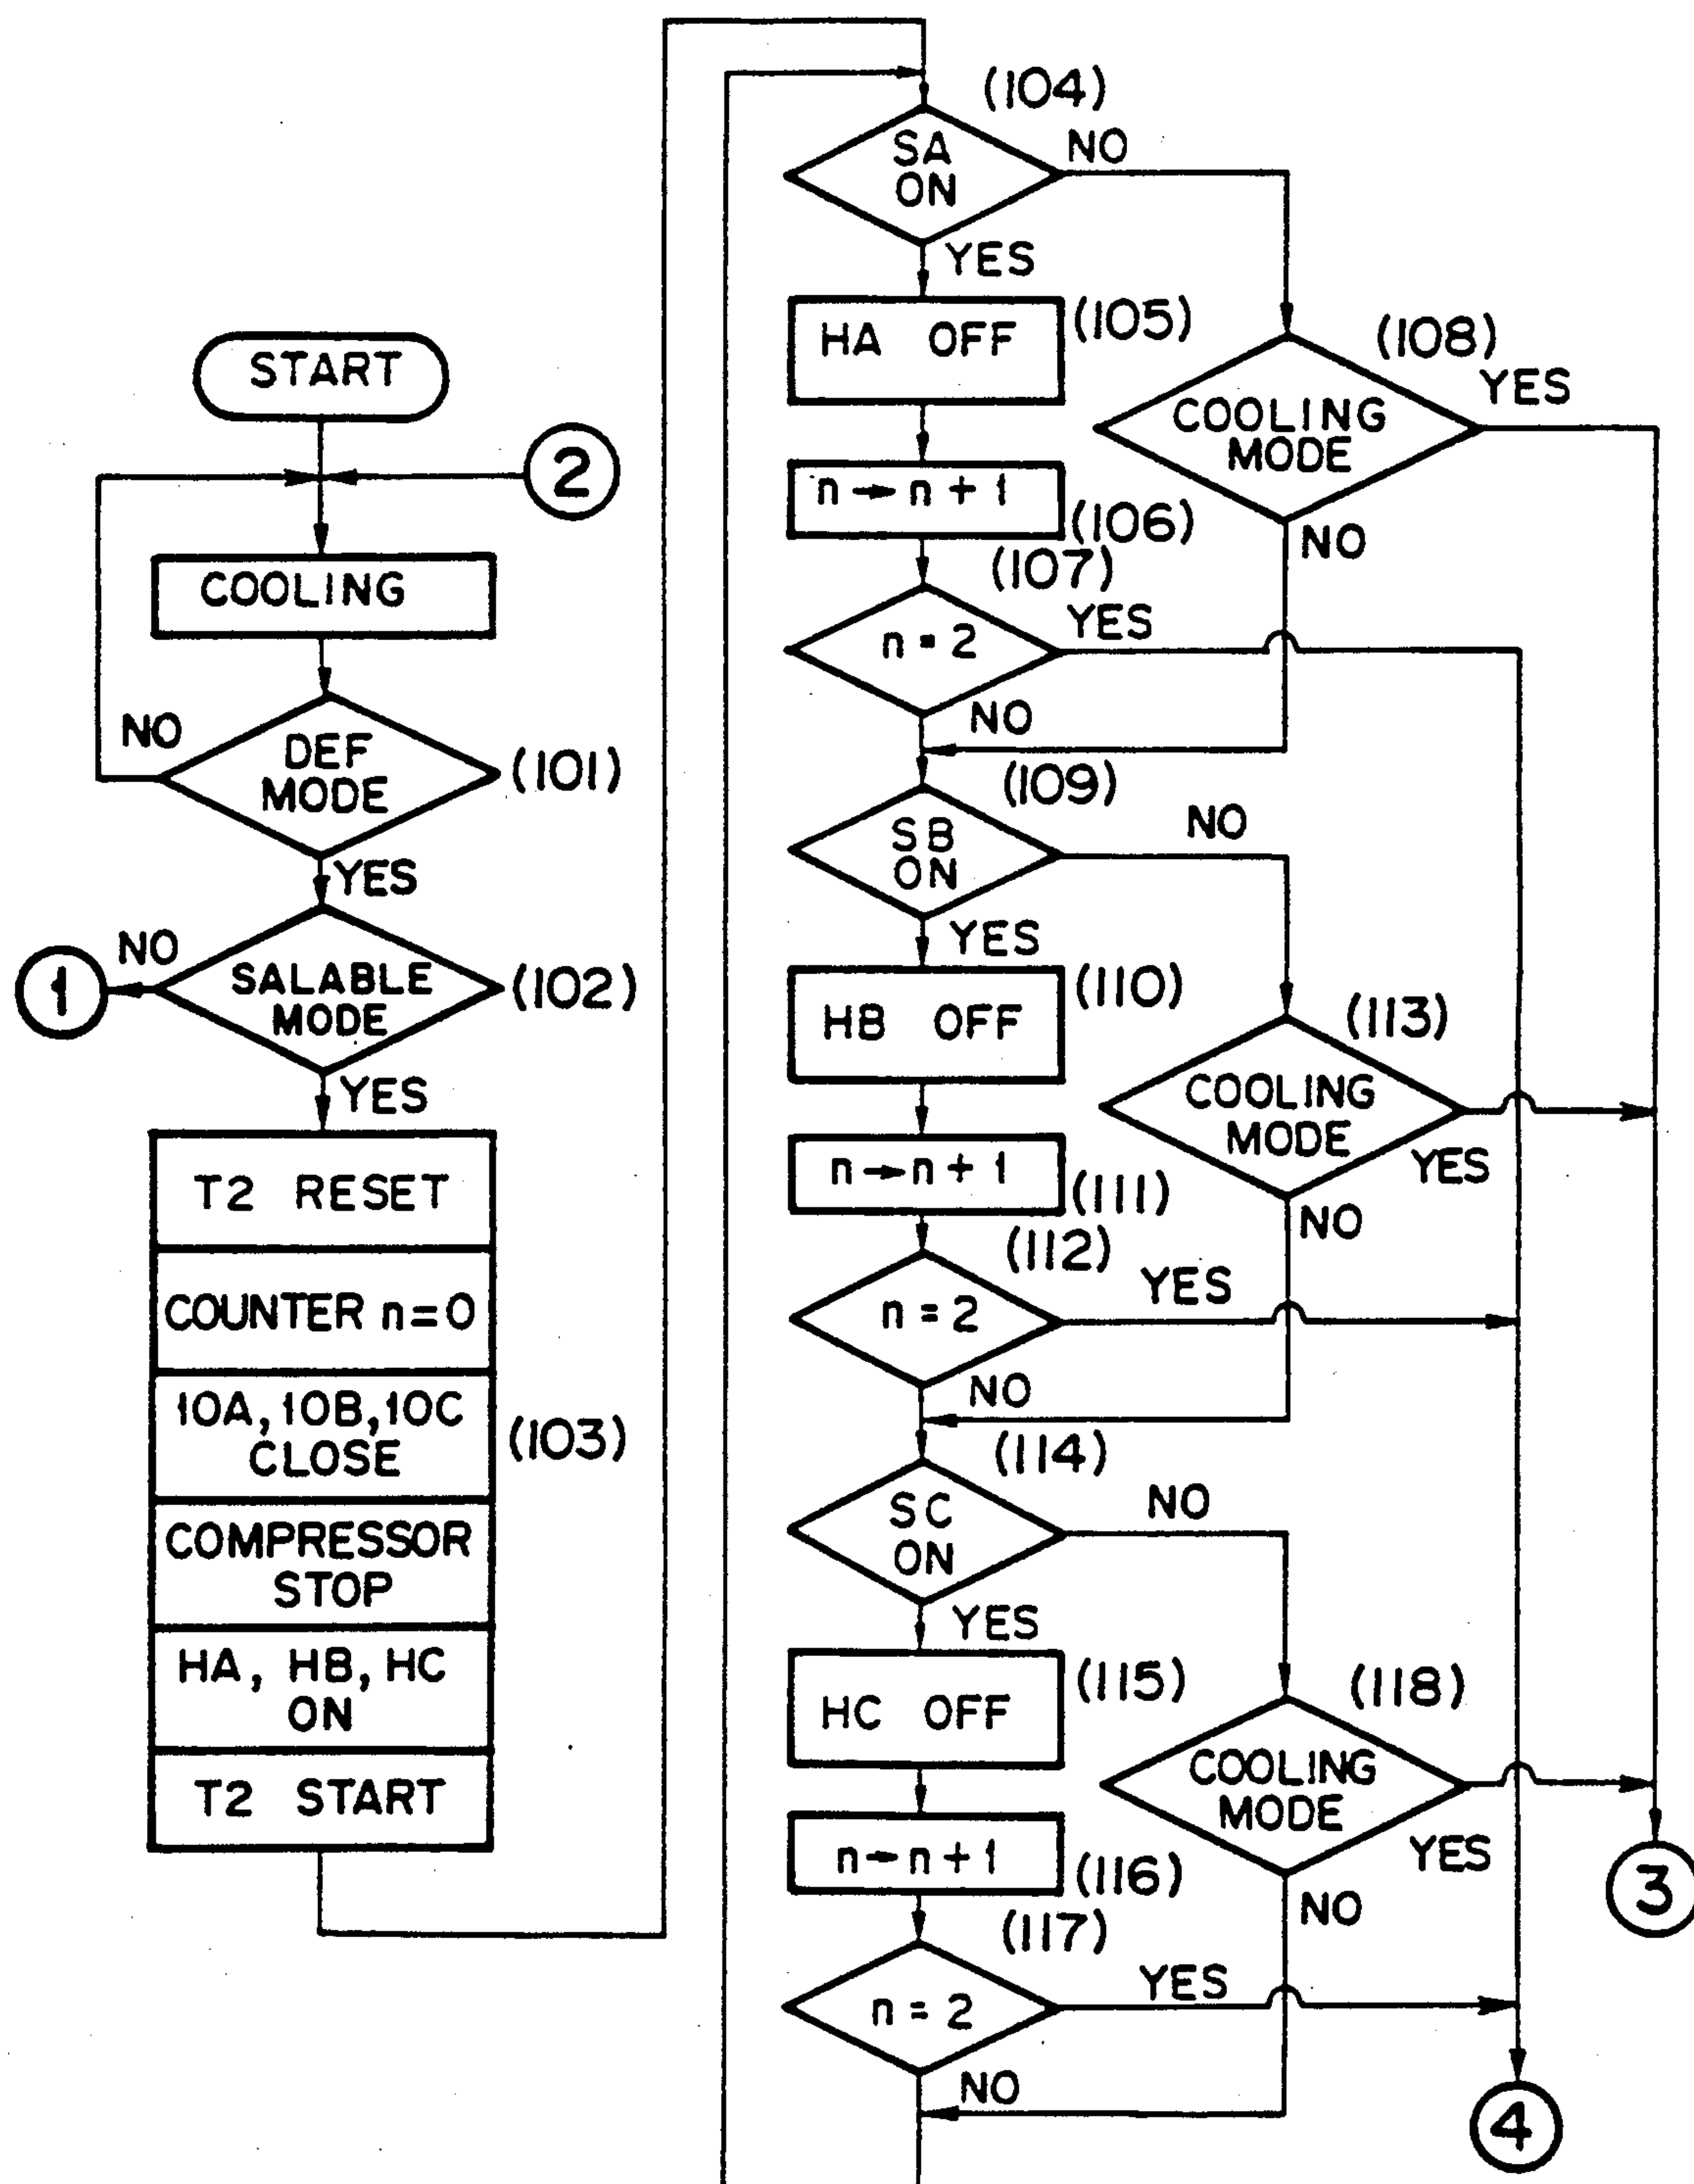 START
2
COOLING
NO
DEF
MODE
(101)
YES
NO
1
SALABLE
MODE
(102)
YES
T2 RESET
COUNTER n=0
10A, 10B, 10C
CLOSE
(103)
COMPRESSOR
STOP
HA, HB, HC
ON
T2 START
(104)
SA
ON
NO
YES
HA OFF
(105)
(108)
COOLING
MODE
YES
NO
n→n+1
(106)
(107)
n=2
YES
NO
(109)
SB
ON
NO
YES
HB OFF
(110)
(113)
COOLING
MODE
YES
NO
n→n+1
(111)
(112)
n=2
YES
NO
(114)
SC
ON
NO
YES
HC OFF
(115)
(118)
COOLING
MODE
YES
NO
3
n→n+1
(116)
(117)
n=2
YES
NO
4